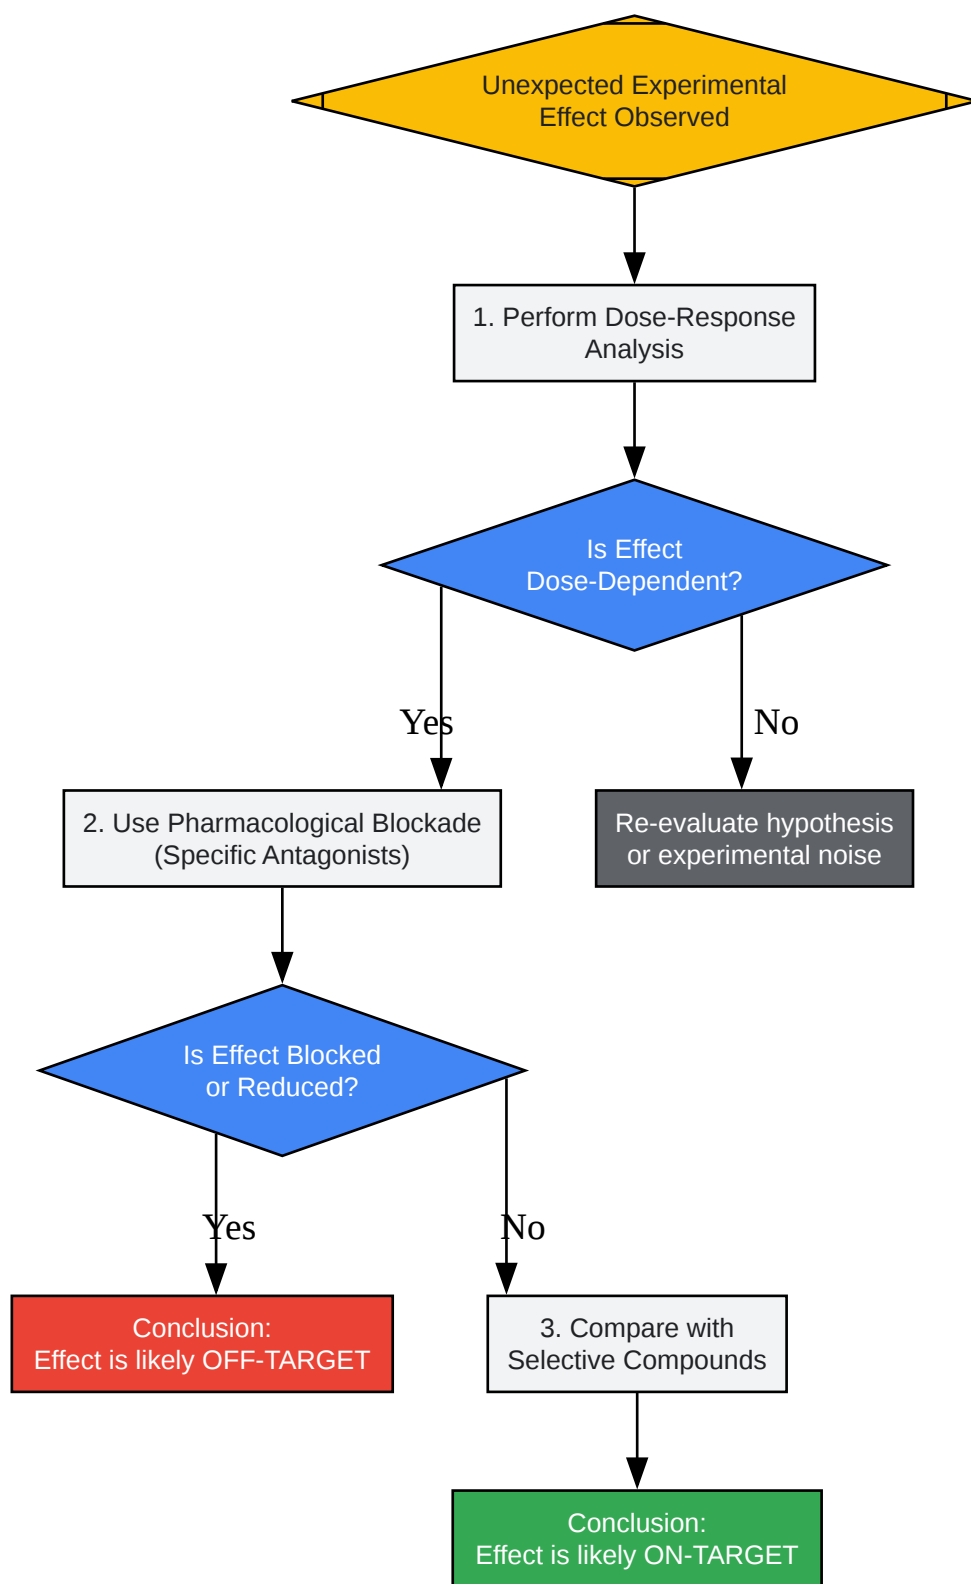 Unexpected Experimental
Effect Observed
1. Perform Dose-Response
Analysis
Is Effect
Dose-Dependent?
Yes
No
2. Use Pharmacological Blockade
(Specific Antagonists)
Re-evaluate hypothesis
or experimental noise
Is Effect Blocked
or Reduced?
Yes
No
Conclusion:
Effect is likely OFF-TARGET
3. Compare with
Selective Compounds
Conclusion:
Effect is likely ON-TARGET